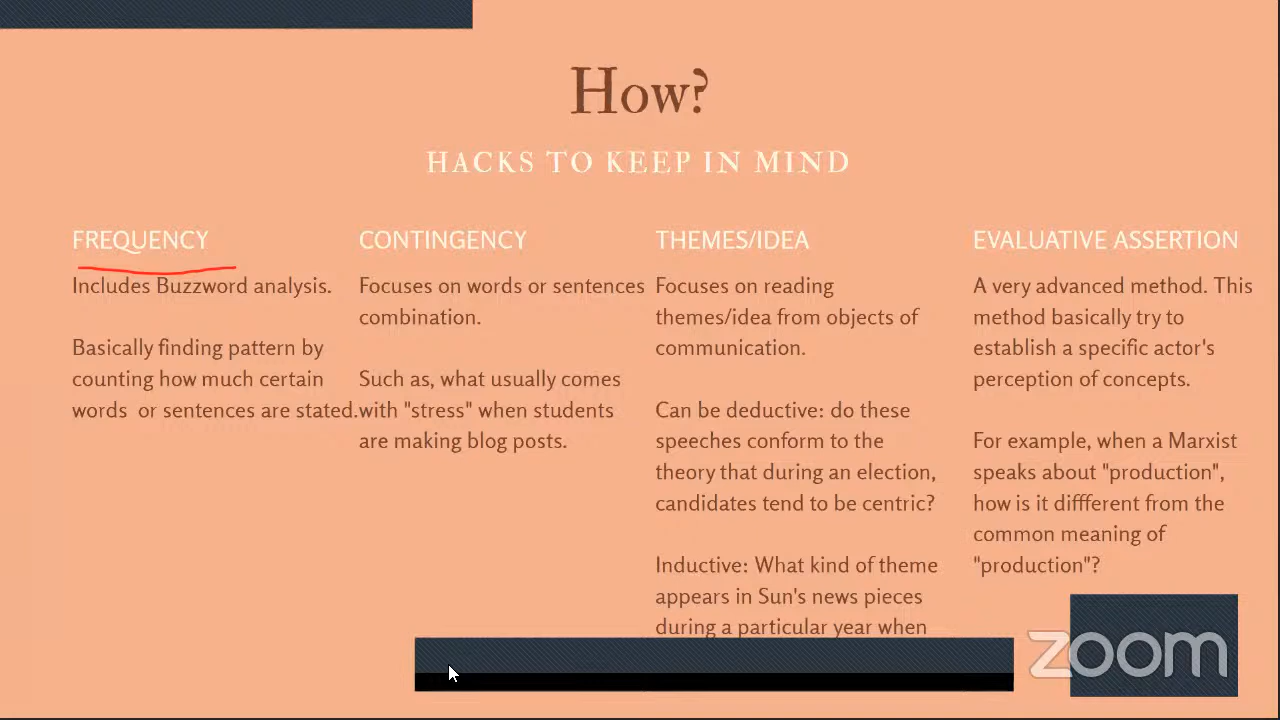 How?
HACKS TO KEEP IN MIND
FREQUENCY
Includes Buzzword analysis.
Basically finding pattern by
counting how much certain
words or sentences are stated.
CONTINGENCY
Focuses on words or sentences
combination.
Such as, what usually comes
with "stress" when students
are making blog posts.
THEMES/IDEA
Focuses on reading
themes/idea from objects of
communication.
Can be deductive: do these
speeches conform to the
theory that during an election,
candidates tend to be centric?
Inductive: What kind of theme
appears in Sun's news pieces
during a particular year when
EVALUATIVE ASSERTION
A very advanced method. This
method basically try to
establish a specific actor's
perception of concepts.
For example, when a Marxist
speaks about "production",
how is it diffferent from the
common meaning of
"production"?
zoom